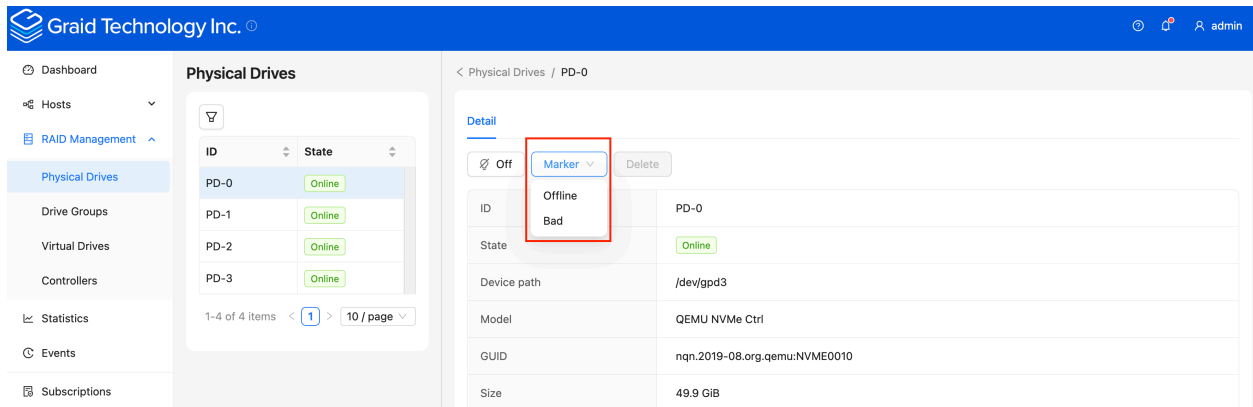 Graid Technology Inc.
admin
Dashboard
Hosts
RAID Management
Physical Drives
Drive Groups
Virtual Drives
Controllers
Statistics
Events
Subscriptions
Physical Drives
ID State
PD-0 Online
PD-1 Online
PD-2 Online
PD-3 Online
1-4 of 4 items < 1 > 10 / page
< Physical Drives / PD-0
Detail
Off Marker Delete
Offline
Bad
ID PD-0
State Online
Device path /dev/gpd3
Model QEMU NVMe Ctrl
GUID nqn.2019-08.org.qemu:NVME0010
Size 49.9 GiB